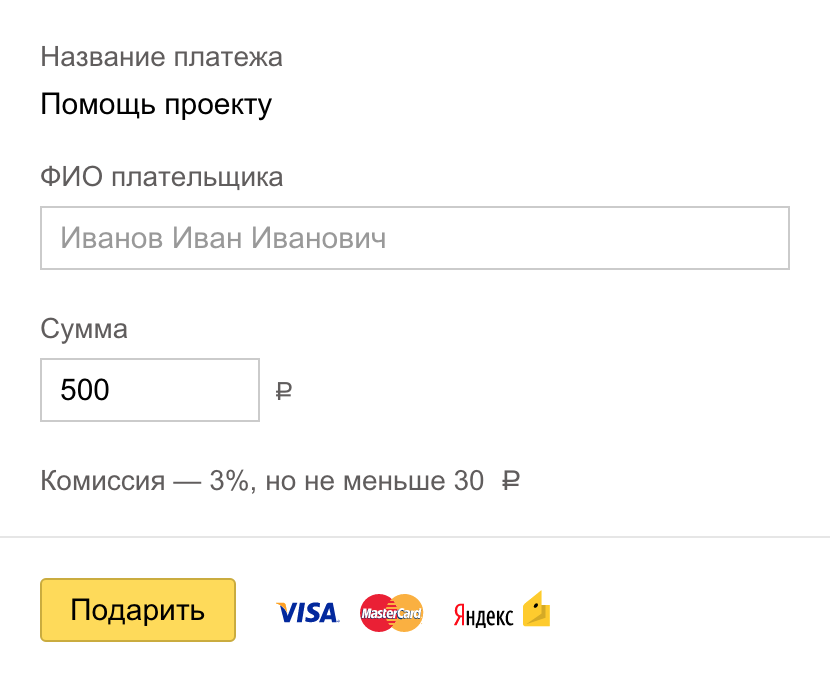 Название платежа
Помощь проекту
ФИО плательщика
Иванов Иван Иванович
Сумма
500 ₽
Комиссия — 3%, но не меньше 30 ₽
Подарить VISA MasterCard Яндекс